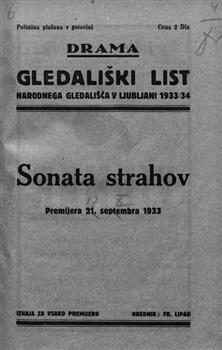 Poštnina plačana v gotovini Cena 2 Din
DRAMA
GLEDALIŠKI LIST
NARODNEGA GLEDALIŠČA V LJUBLJANI 1933/34
Sonata strahov
Premijera 21. septembra 1933
IZHAJA ZA VSAKO PREMIJERO UREDNIK: FR. LIPAH